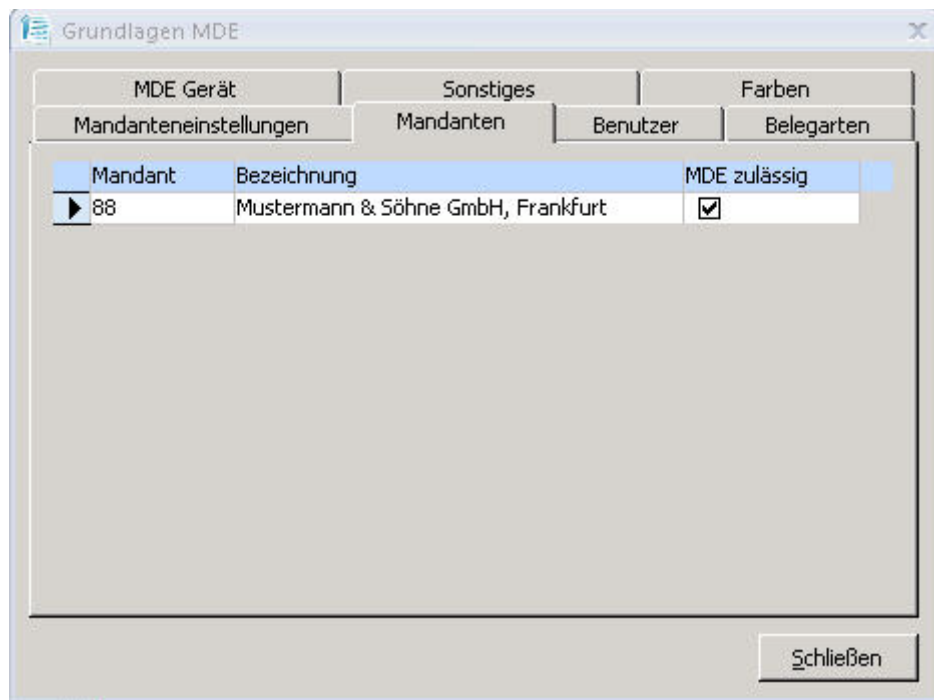 Grundlagen MDE
MDE Gerät Sonstiges Farben
Mandanteneinstellungen Mandanten Benutzer Belegarten
Mandant Bezeichnung MDE zulässig
88 Mustermann & Söhne GmbH, Frankfurt
Schließen